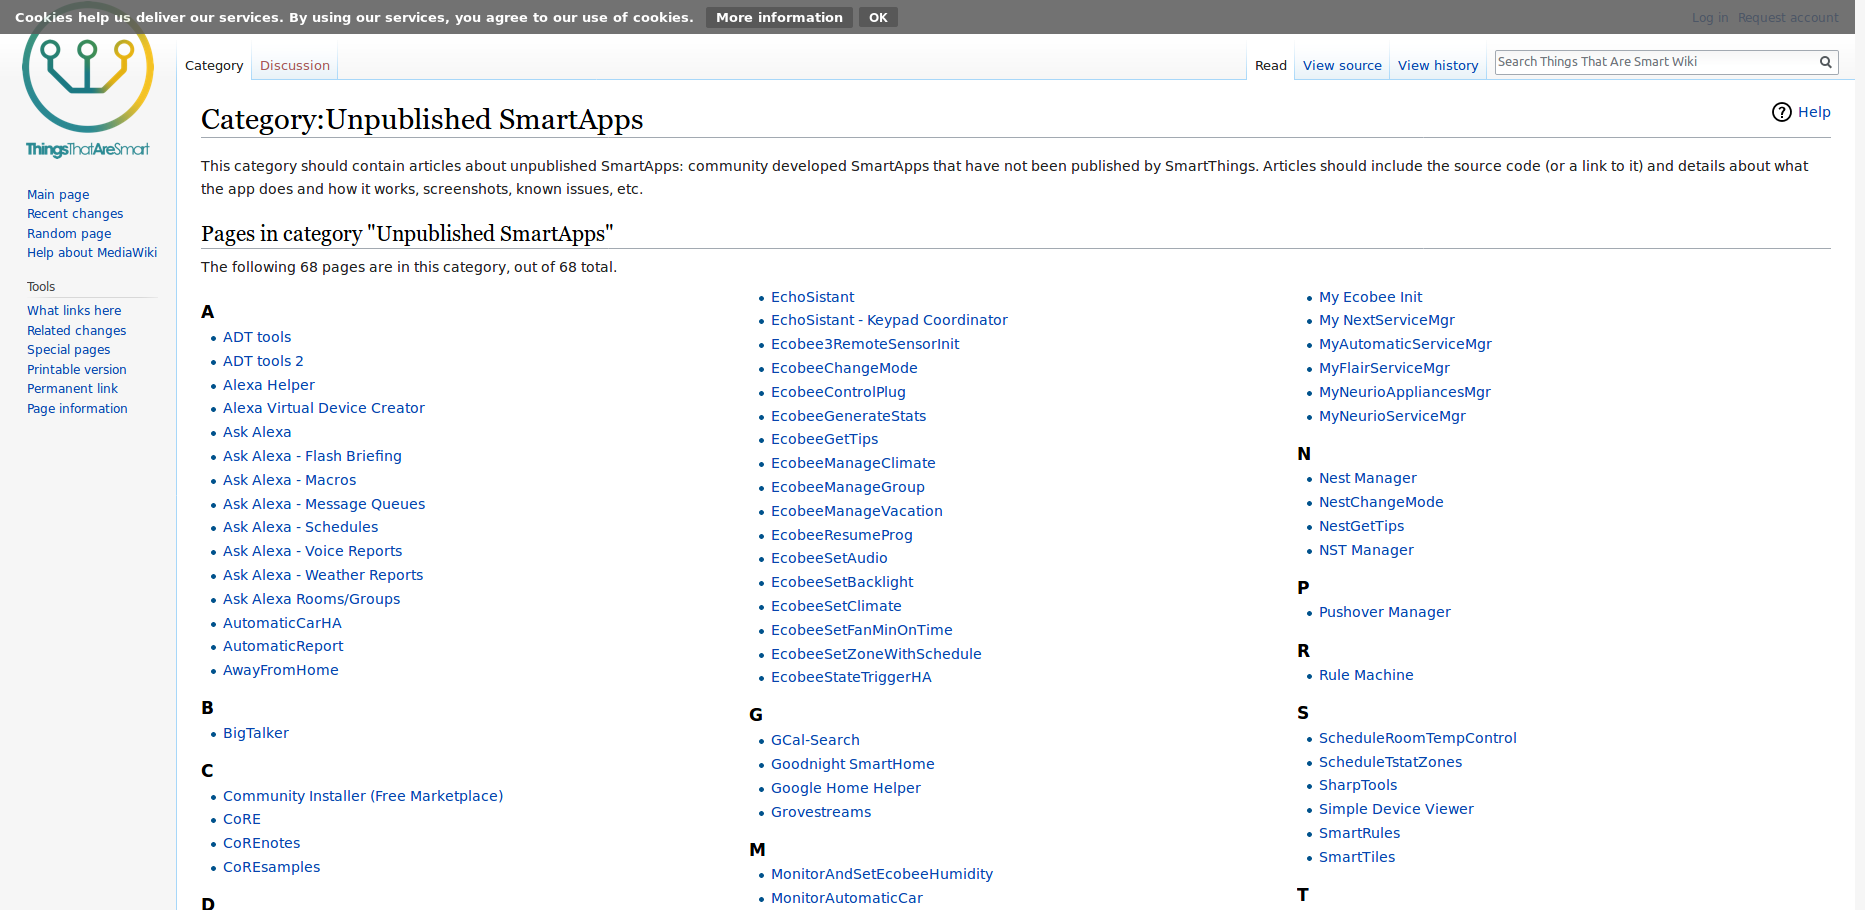 Cookies help us deliver our services. By using our services, you agree to our use of cookies. More information OK
Log in Request account
ThingsThatAreSmart
Main page
Recent changes
Random page
Help about MediaWiki
Tools
What links here
Related changes
Special pages
Printable version
Permanent link
Page information
Category Discussion
Read View source View history Search Things That Are Smart Wiki
Category:Unpublished SmartApps
Help
This category should contain articles about unpublished SmartApps: community developed SmartApps that have not been published by SmartThings. Articles should include the source code (or a link to it) and details about what
the app does and how it works, screenshots, known issues, etc.
Pages in category "Unpublished SmartApps"
The following 68 pages are in this category, out of 68 total.
A
ADT tools
ADT tools 2
Alexa Helper
Alexa Virtual Device Creator
Ask Alexa
Ask Alexa - Flash Briefing
Ask Alexa - Macros
Ask Alexa - Message Queues
Ask Alexa - Schedules
Ask Alexa - Voice Reports
Ask Alexa - Weather Reports
Ask Alexa Rooms/Groups
AutomaticCarHA
AutomaticReport
AwayFromHome
B
BigTalker
C
Community Installer (Free Marketplace)
CoRE
CoREnotes
CoREsamples
D
EchoSistant
EchoSistant - Keypad Coordinator
Ecobee3RemoteSensorInit
EcobeeChangeMode
EcobeeControlPlug
EcobeeGenerateStats
EcobeeGetTips
EcobeeManageClimate
EcobeeManageGroup
EcobeeManageVacation
EcobeeResumeProg
EcobeeSetAudio
EcobeeSetBacklight
EcobeeSetClimate
EcobeeSetFanMinOnTime
EcobeeSetZoneWithSchedule
EcobeeStateTriggerHA
G
GCal-Search
Goodnight SmartHome
Google Home Helper
Grovestreams
M
MonitorAndSetEcobeeHumidity
MonitorAutomaticCar
My Ecobee Init
My NextServiceMgr
MyAutomaticServiceMgr
MyFlairServiceMgr
MyNeurioAppliancesMgr
MyNeurioServiceMgr
N
Nest Manager
NestChangeMode
NestGetTips
NST Manager
P
Pushover Manager
R
Rule Machine
S
ScheduleRoomTempControl
ScheduleTstatZones
SharpTools
Simple Device Viewer
SmartRules
SmartTiles
T